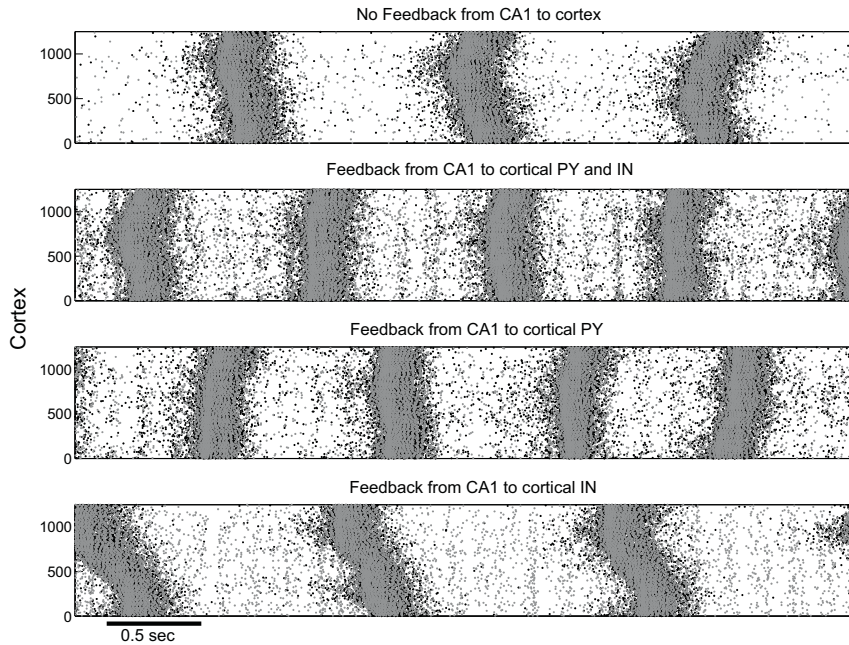 No Feedback from CA1 to cortex
1000
500
0
Feedback from CA1 to cortical PY and IN
1000
500
0
Cortex
Feedback from CA1 to cortical PY
1000
500
0
Feedback from CA1 to cortical IN
1000
500
0
0.5 sec